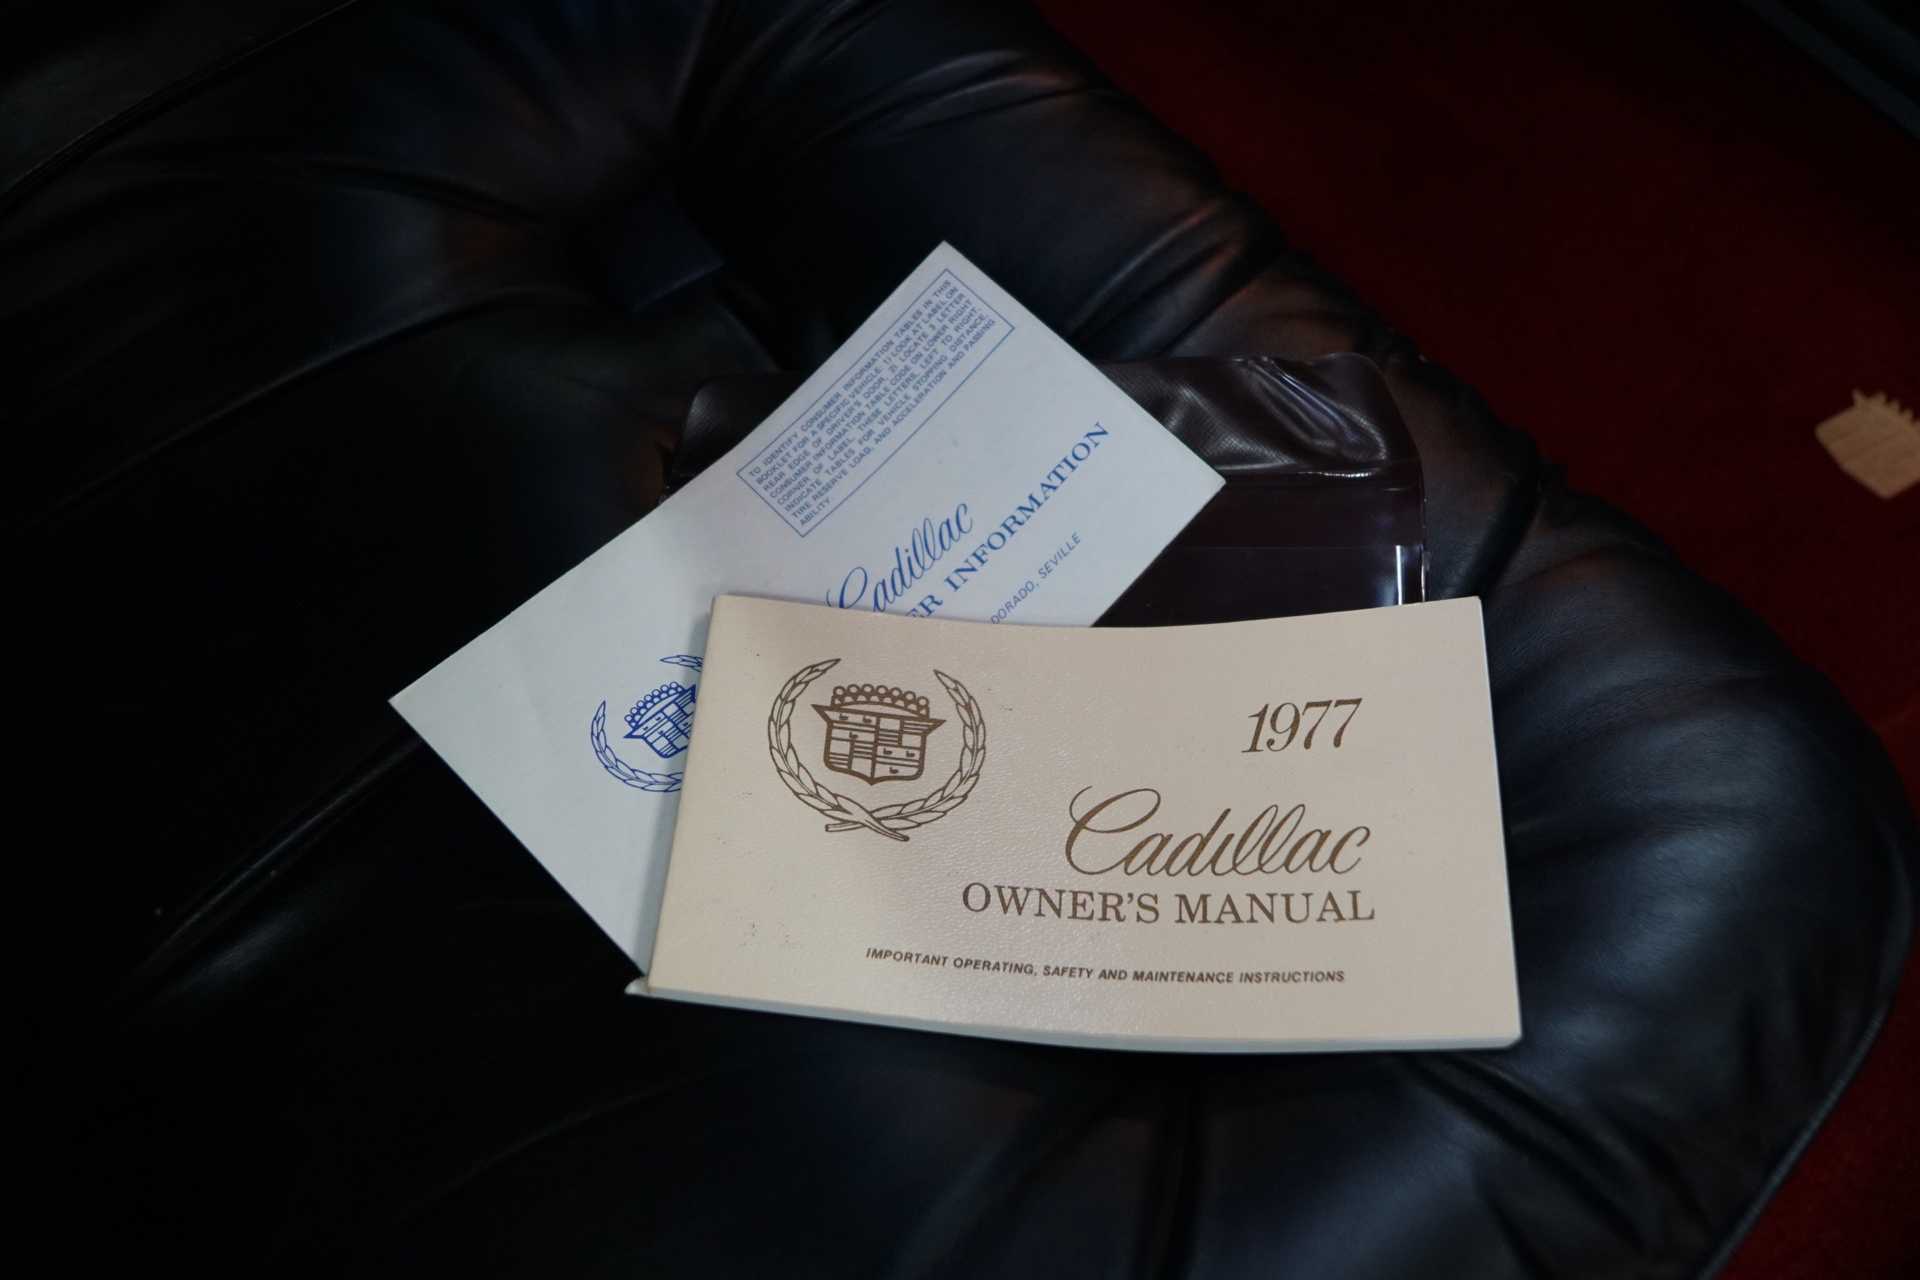 TO IDENTIFY CONSUMER INFORMATION TABLES IN THIS
BOOKLET FOR A SPECIFIC VEHICLE: 1) LOOK AT LABEL ON
REAR EDGE OF DRIVER'S DOOR, 2) LOCATE 3 LETTER
CONSUMER INFORMATION TABLE CODE ON LOWER RIGHT
CORNER OF LABEL. THESE LETTERS, LEFT TO RIGHT,
INDICATE TABLES FOR VEHICLE STOPPING DISTANCE,
TIRE RESERVE LOAD, AND ACCELERATION AND PASSING
ABILITY.
Cadillac
ER INFORMATION
DORADO, SEVILLE
1977
Cadillac
OWNER'S MANUAL
IMPORTANT OPERATING, SAFETY AND MAINTENANCE INSTRUCTIONS